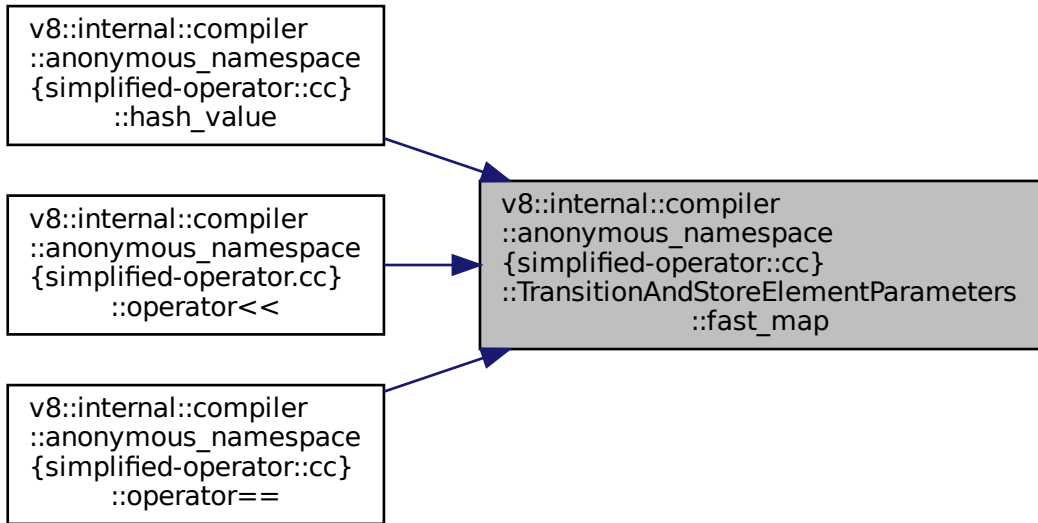 v8::internal::compiler
::anonymous_namespace
{simplified-operator::cc}
::hash_value
v8::internal::compiler
::anonymous_namespace
{simplified-operator.cc}
::operator<<
v8::internal::compiler
::anonymous_namespace
{simplified-operator::cc}
::operator==
v8::internal::compiler
::anonymous_namespace
{simplified-operator::cc}
::TransitionAndStoreElementParameters
::fast_map